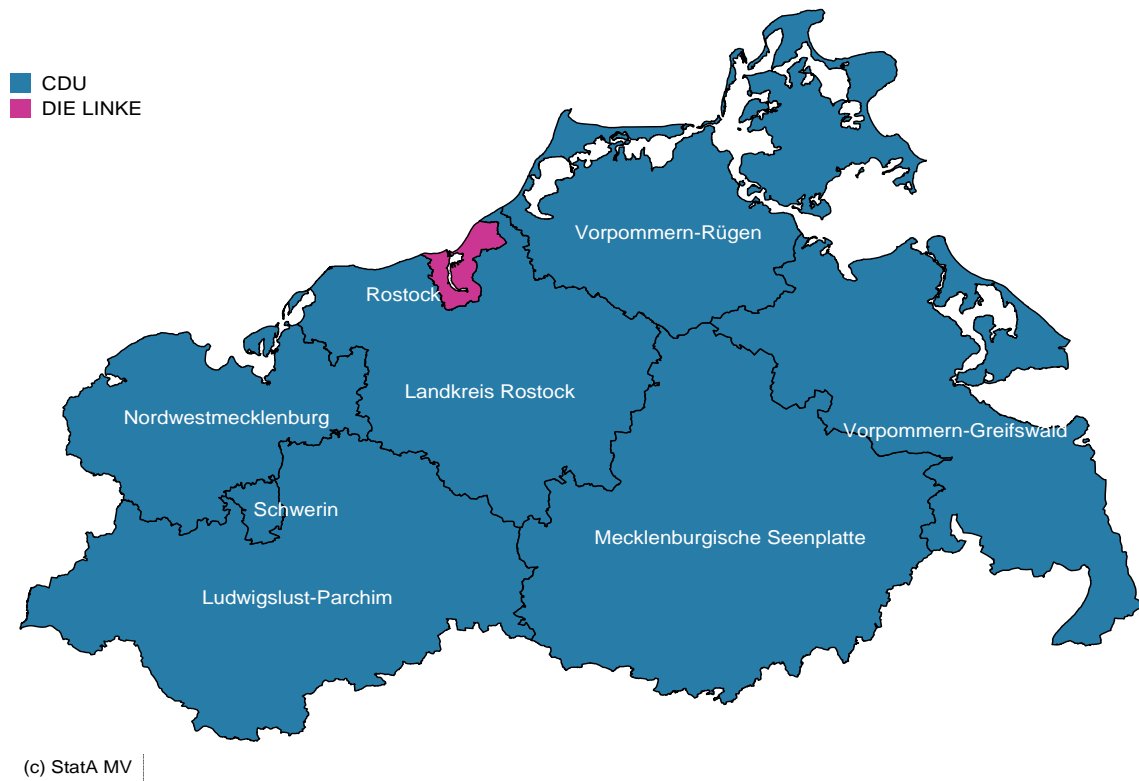 CDU
DIE LINKE
Vorpommern-Rügen
Rostock
Landkreis Rostock
Nordwestmecklenburg
Vorpommern-Greifswald
Schwerin
Mecklenburgische Seenplatte
Ludwigslust-Parchim
(c) StatA MV